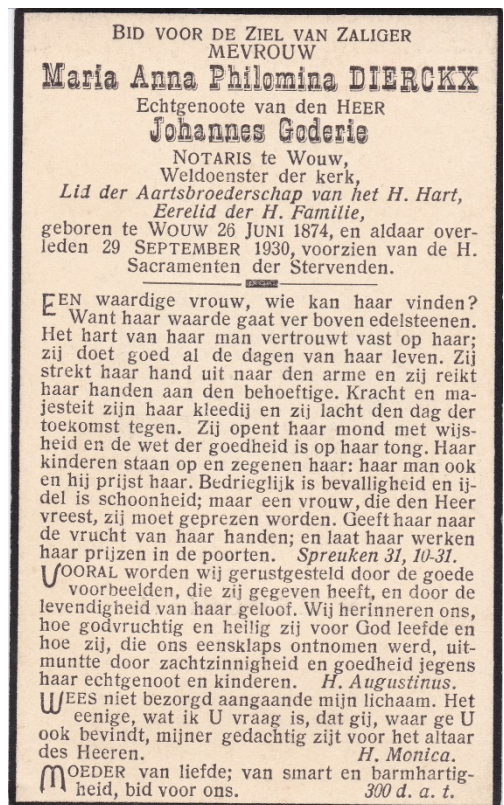 BID VOOR DE ZIEL VAN ZALIGER
MEVROUW
Maria Anna Philomina DIERCKX
Echtgenoote van den HEER
Johannes Goderie
NOTARIS te Wouw,
Weldoenster der kerk,
Lid der Aartsbroederschap van het H. Hart,
Eerelid der H. Familie,
geboren te WOUW 26 JUNI 1874, en aldaar over-
leden 29 SEPTEMBER 1930, voorzien van de H.
Sacramenten der Stervenden.
EEN waardige vrouw, wie kan haar vinden?
Want haar waarde gaat ver boven edelsteenen.
Het hart van haar man vertrouwt vast op haar;
zij doet goed al de dagen van haar leven. Zij
strekt haar hand uit naar den arme en zij reikt
haar handen aan den behoeftige. Kracht en ma-
jesteit zijn haar kleedij en zij lacht den dag der
toekomst tegen. Zij opent haar mond met wijs-
heid en de wet der goedheid is op haar tong. Haar
kinderen staan op en zegenen haar: haar man ook
en hij prijst haar. Bedrieglijk is bevalligheid en ij-
del is schoonheid; maar een vrouw, die den Heer
vreest, zij moet geprezen worden. Geeft haar naar
de vrucht van haar handen; en laat haar werken
haar prijzen in de poorten. Spreuken 31, 10-31.
VOORAL worden wij gerustgesteld door de goede
voorbeelden, die zij gegeven heeft, en door de
levendigheid van haar geloof. Wij herinneren ons,
hoe godvruchtig en heilig zij voor God leefde en
hoe zij, die ons eensklaps ontnomen werd, uit-
muntte door zachtzinnigheid en goedheid jegens
haar echtgenoot en kinderen. H. Augustinus.
WEES niet bezorgd aangaande mijn lichaam. Het
eenige, wat ik U vraag is, dat gij, waar ge U
ook bevindt, mijner gedachtig zijt voor het altaar
des Heeren. H. Monica.
MOEDER van liefde; van smart en barmhartig-
heid, bid voor ons. 300 d. a. t.